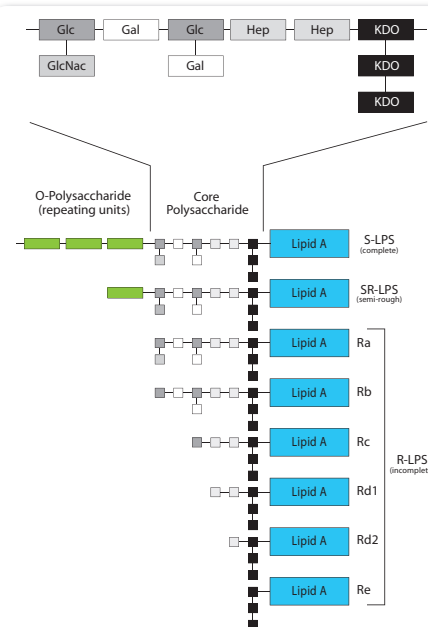 Glc Gal Glc Hep Hep KDO
GlcNac Gal KDO
KDO
O-Polysaccharide
(repeating units)
Core
Polysaccharide
Lipid A S-LPS
(complete)
Lipid A SR-LPS
(semi-rough)
Lipid A Ra
Lipid A Rb
Lipid A Rc
R-LPS
(incomplet
Lipid A Rd1
Lipid A Rd2
Lipid A Re